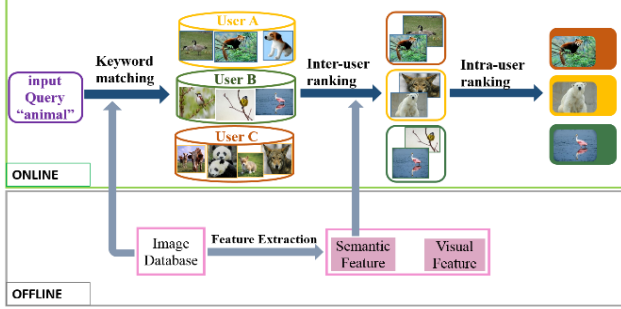 User A
Keyword
matching
Inter-user
ranking
Intra-user
ranking
input
Query
“animal”
User B
User C
ONLINE
Image
Database
Feature Extraction
Semantic
Feature
Visual
Feature
OFFLINE